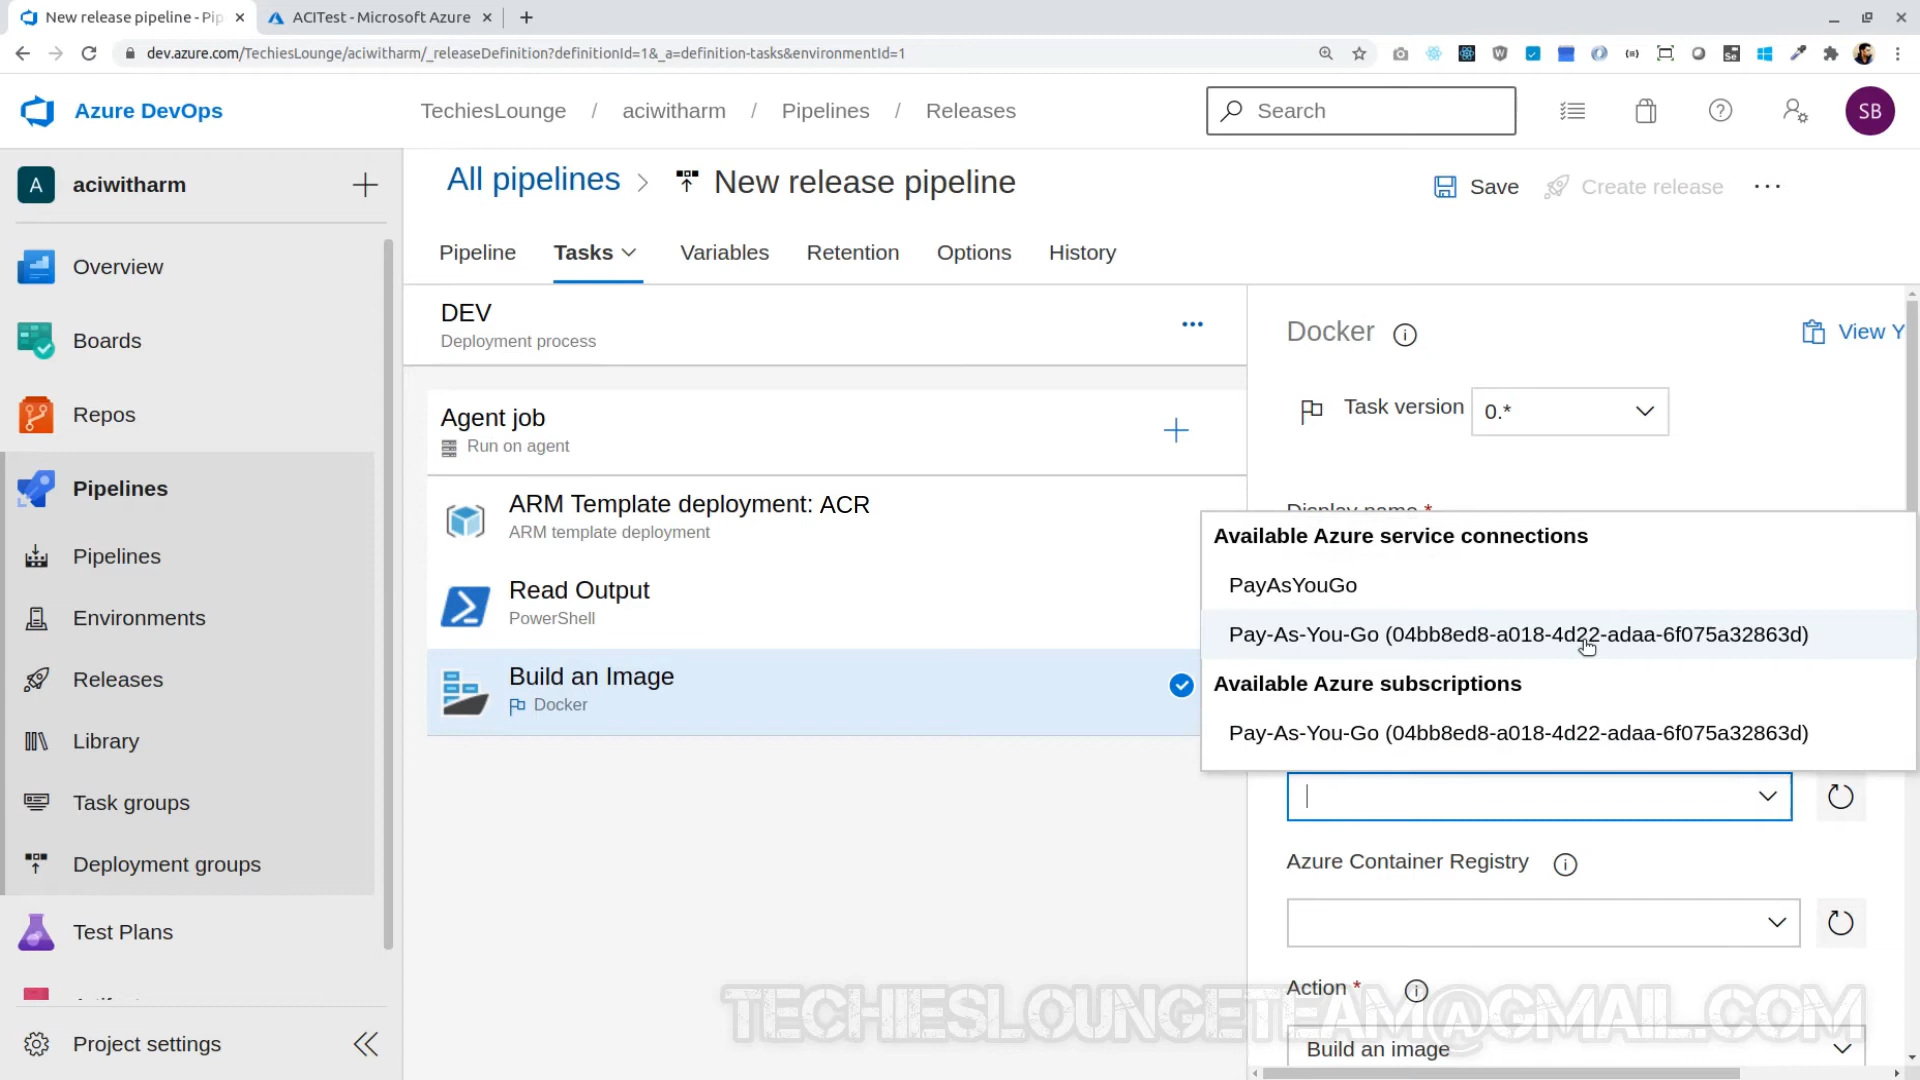 New release pipeline - Pip
ACITest - Microsoft Azure
dev.azure.com/TechiesLounge/aciwitharm/_releaseDefinition?definitionId=1&_a=definition-tasks&environmentId=1
Azure DevOps
TechiesLounge / aciwitharm / Pipelines / Releases
Search
SB
A
aciwitharm
All pipelines
New release pipeline
Save
Create release
Overview
Boards
Repos
Pipelines
Pipelines
Environments
Releases
Library
Task groups
Deployment groups
Test Plans
Project settings
Pipeline
Tasks
Variables
Retention
Options
History
DEV
Deployment process
Agent job
Run on agent
ARM Template deployment: ACR
ARM template deployment
Read Output
PowerShell
Build an Image
Docker
Docker
View Y
Task version
0.*
Display name *
Available Azure service connections
PayAsYouGo
Pay-As-You-Go (04bb8ed8-a018-4d22-adaa-6f075a32863d)
Available Azure subscriptions
Pay-As-You-Go (04bb8ed8-a018-4d22-adaa-6f075a32863d)
Azure Container Registry
Action *
Build an image
TECHIESLOUNGETEAM@GMAIL.COM